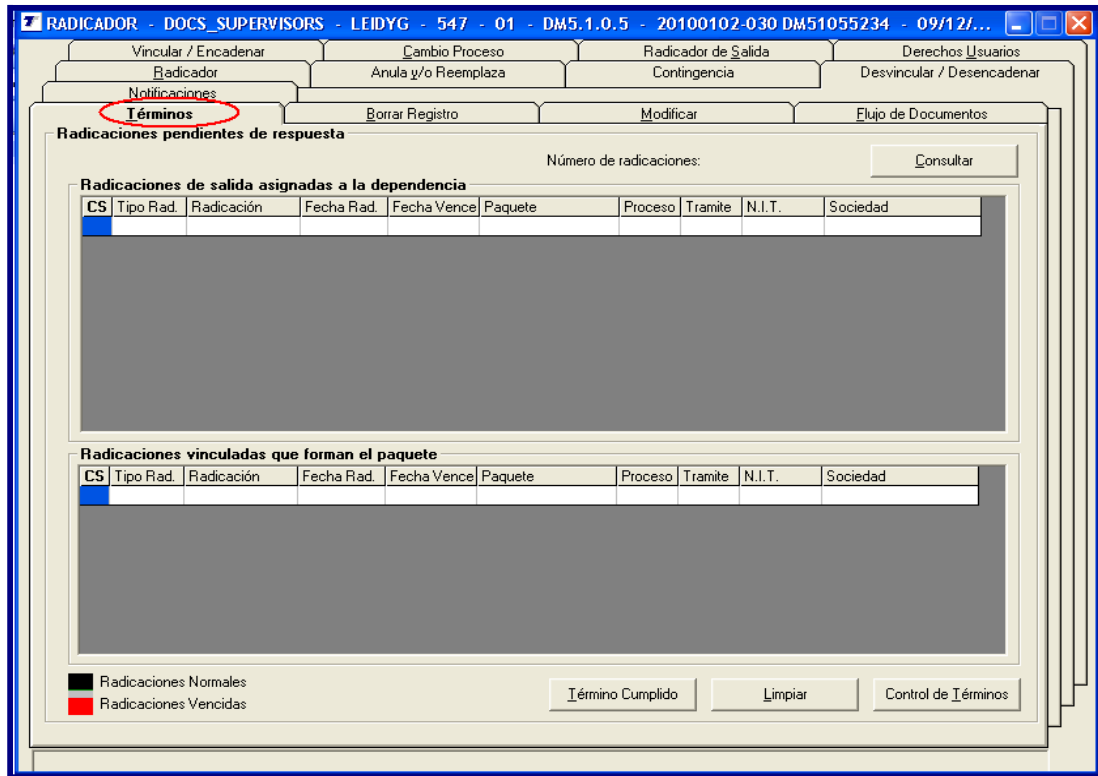 RADICADOR - DOCS_SUPERVISORS - LEIDYG - 547 - 01 - DM5.1.0.5 - 20100102-030 DM51055234 - 09/12/...
Vincular / Encadenar Cambio Proceso Radicador de Salida Derechos Usuarios
Radicador Anula y/o Reemplaza Contingencia Desvincular / Desencadenar
Notificaciones
Términos Borrar Registro Modificar Flujo de Documentos
Radicaciones pendientes de respuesta
Número de radicaciones: Consultar
Radicaciones de salida asignadas a la dependencia
CS Tipo Rad. Radicación Fecha Rad. Fecha Vence Paquete Proceso Tramite N.I.T. Sociedad
Radicaciones vinculadas que forman el paquete
CS Tipo Rad. Radicación Fecha Rad. Fecha Vence Paquete Proceso Tramite N.I.T. Sociedad
Radicaciones Normales
Radicaciones Vencidas
Término Cumplido Limpiar Control de Términos